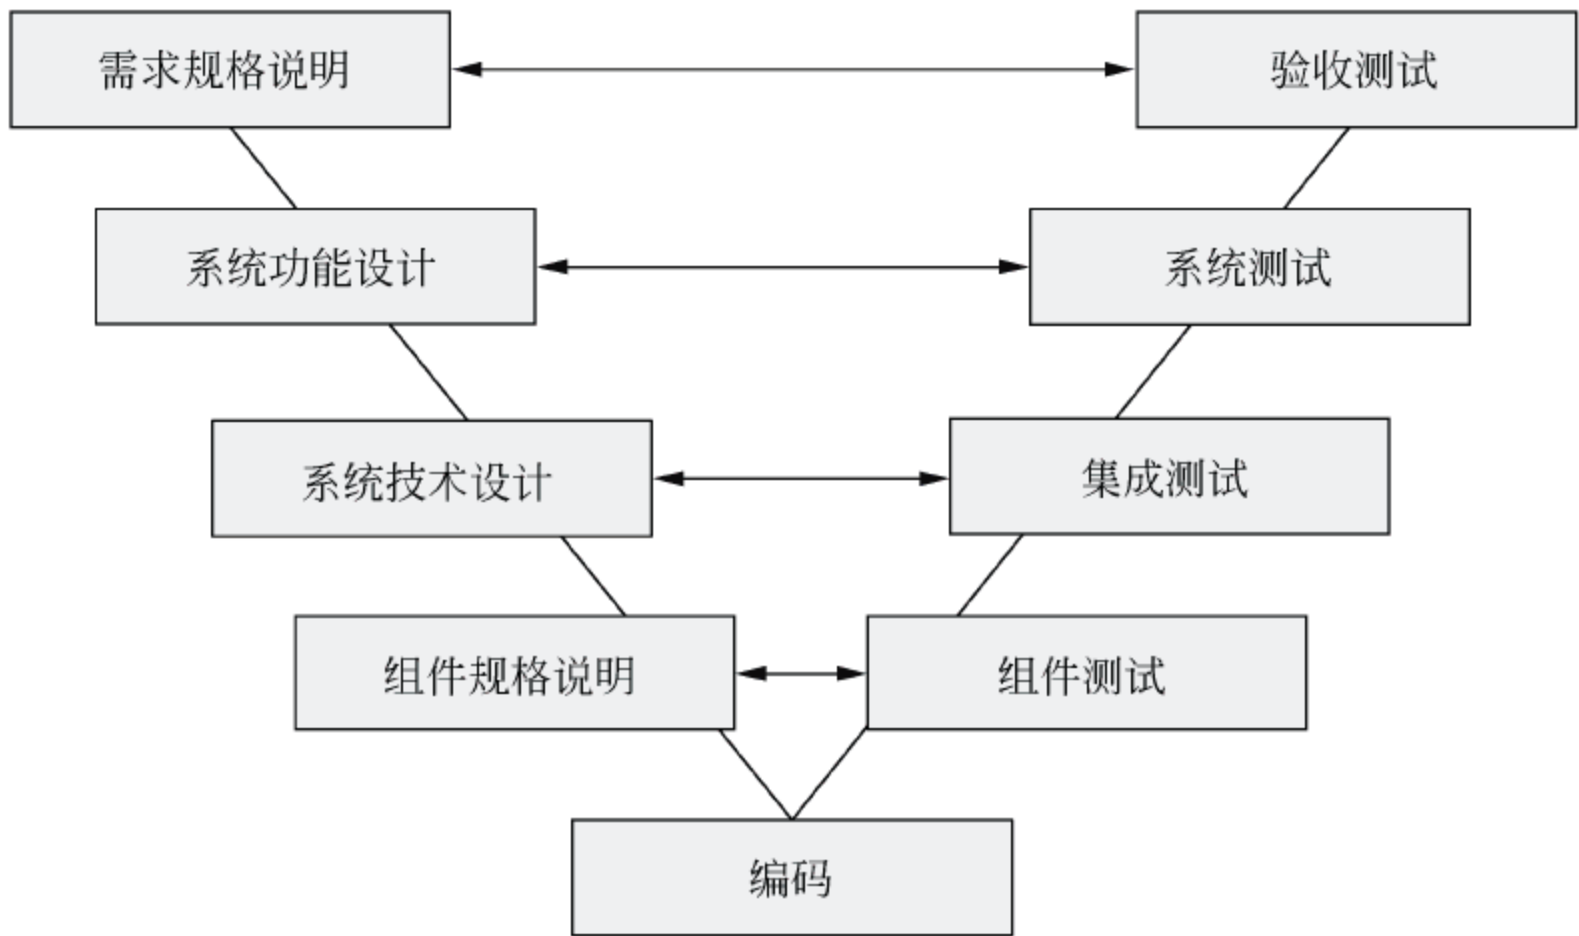 需求规格说明
验收测试
系统功能设计
系统测试
系统技术设计
集成测试
组件规格说明
组件测试
编码